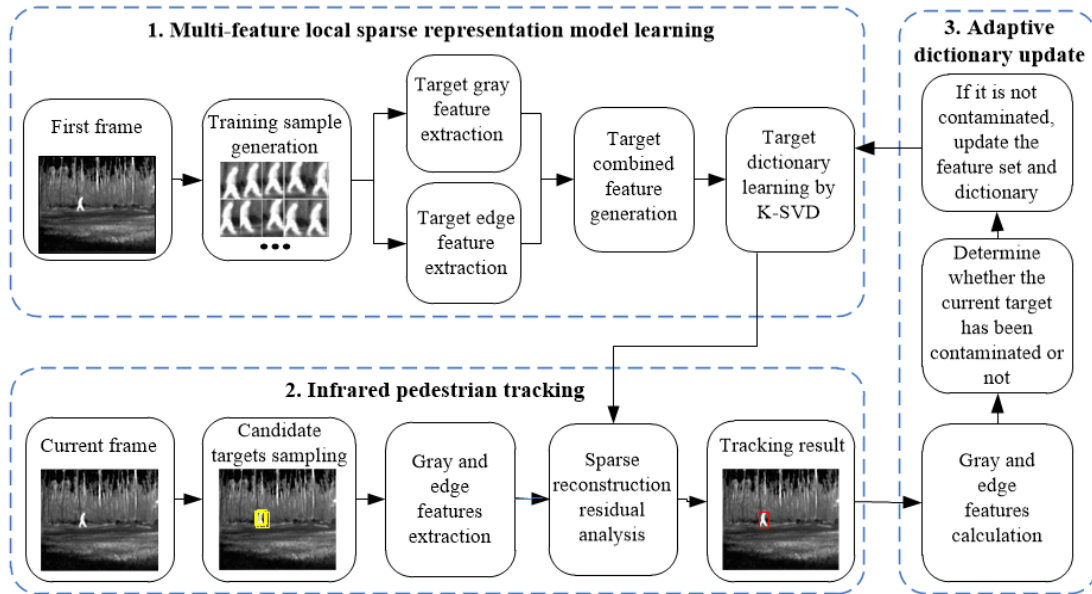 1. Multi-feature local sparse representation model learning
First frame
Training sample
generation
Target gray
feature
extraction
Target edge
feature
extraction
Target
combined
feature
generation
Target
dictionary
learning by
K-SVD
2. Infrared pedestrian tracking
Current frame
Candidate
targets sampling
Gray and
edge
features
extraction
Sparse
reconstruction
residual
analysis
Tracking result
3. Adaptive
dictionary update
If it is not
contaminated,
update the
feature set and
dictionary
Determine
whether the
current target
has been
contaminated or
not
Gray and
edge
features
calculation